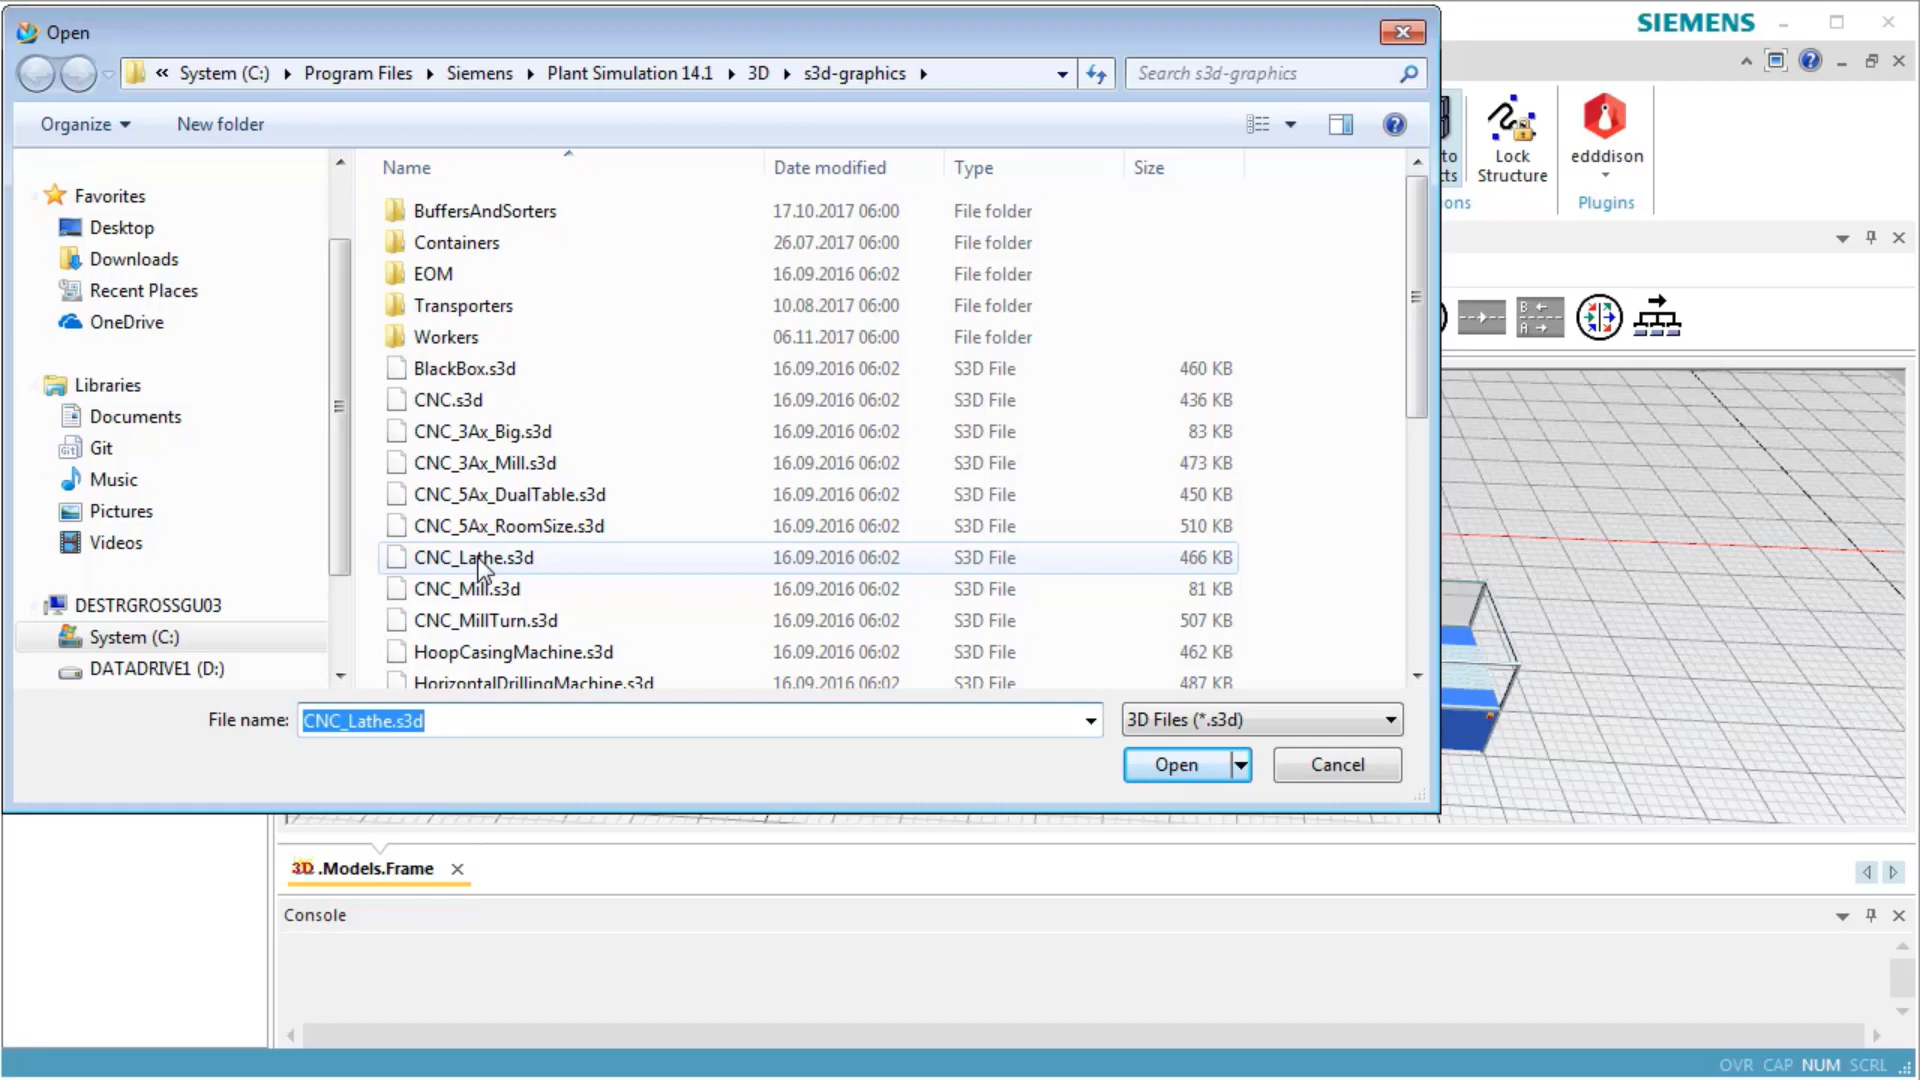 Open
SIEMENS
« System (C:) Program Files Siemens Plant Simulation 14.1 3D s3d-graphics
Search s3d-graphics
Organize New folder
Name Date modified Type Size
Favorites
Desktop
Downloads
Recent Places
OneDrive
Libraries
Documents
Git
Music
Pictures
Videos
DESTRGROSSGU03
System (C:)
DATADRIVE1 (D:)
BuffersAndSorters 17.10.2017 06:00 File folder
Containers 26.07.2017 06:00 File folder
EOM 16.09.2016 06:02 File folder
Transporters 10.08.2017 06:00 File folder
Workers 06.11.2017 06:00 File folder
BlackBox.s3d 16.09.2016 06:02 S3D File 460 KB
CNC.s3d 16.09.2016 06:02 S3D File 436 KB
CNC_3Ax_Big.s3d 16.09.2016 06:02 S3D File 83 KB
CNC_3Ax_Mill.s3d 16.09.2016 06:02 S3D File 473 KB
CNC_5Ax_DualTable.s3d 16.09.2016 06:02 S3D File 450 KB
CNC_5Ax_RoomSize.s3d 16.09.2016 06:02 S3D File 510 KB
CNC_Lathe.s3d 16.09.2016 06:02 S3D File 466 KB
CNC_Mill.s3d 16.09.2016 06:02 S3D File 81 KB
CNC_MillTurn.s3d 16.09.2016 06:02 S3D File 507 KB
HoopCasingMachine.s3d 16.09.2016 06:02 S3D File 462 KB
HorizontalDrillingMachine.s3d 16.09.2016 06:02 S3D File 487 KB
File name: CNC_Lathe.s3d 3D Files (*.s3d)
Open Cancel
to
cts
ons
Lock
Structure
edddison
Plugins
B
A
3D .Models.Frame
Console
OVR CAP NUM SCRL